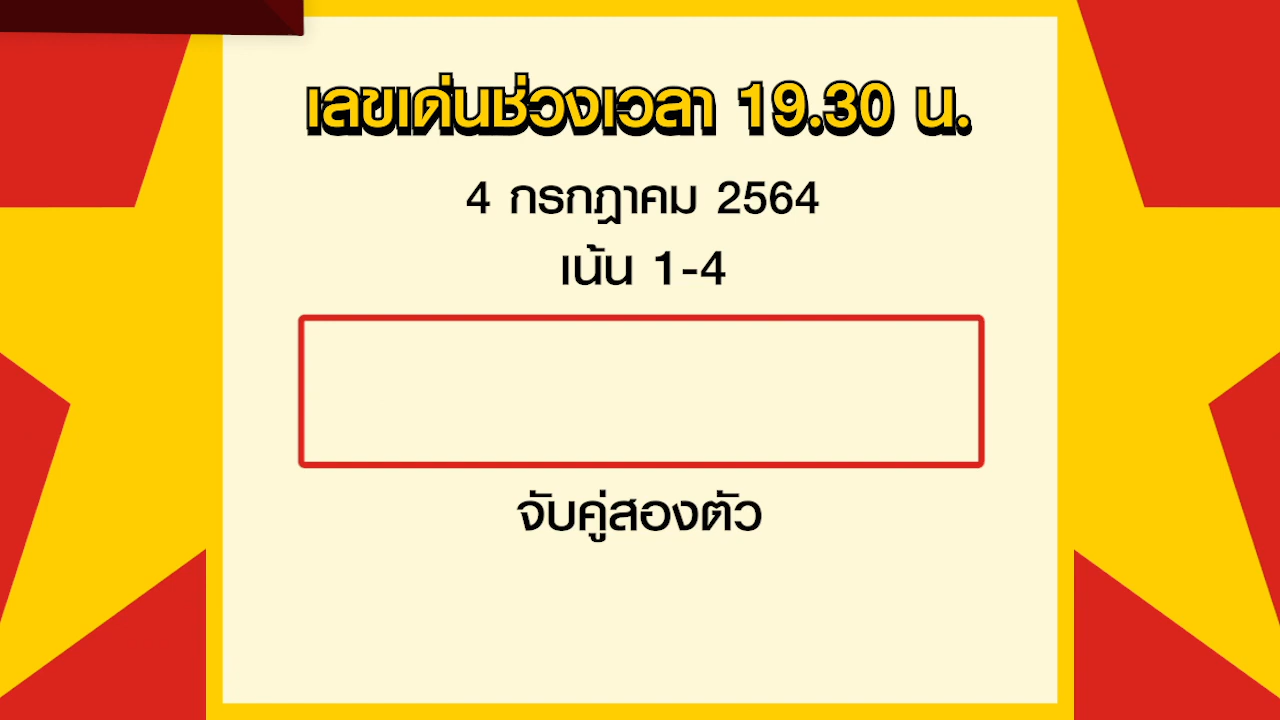 เลขเด่นช่วงเวลา 19.30 น.
4 กรกฎาคม 2564
เน้น 1-4
จับคู่สองตัว